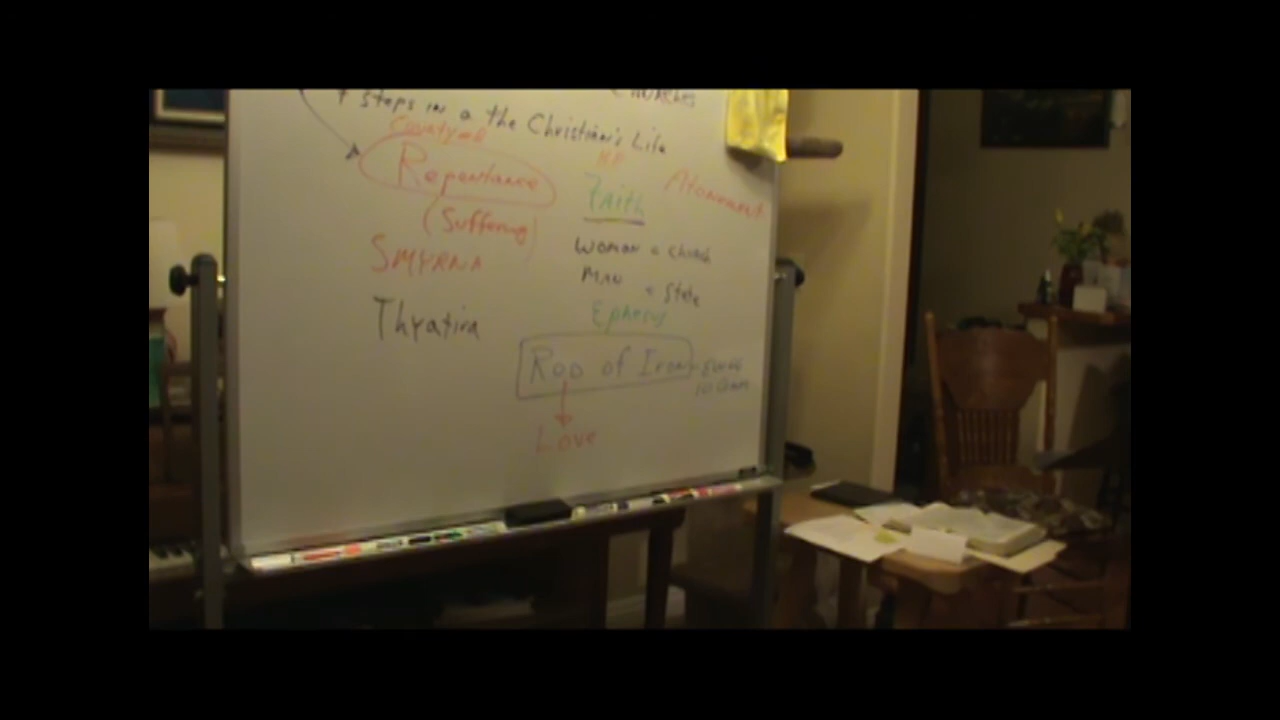 CHURCHES
7 Steps in a the Christian's Life
Repentance
(Suffering)
SMYRNA
Thyatira
Atonement
Faith
Woman = Church
Man = State
Ephesus
Rod of Iron
Love